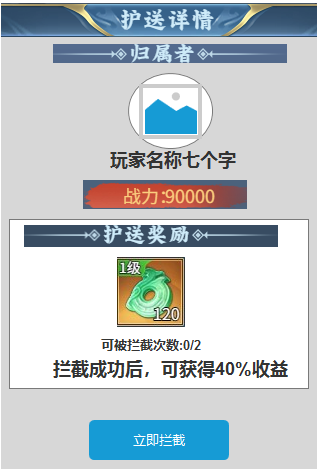 护送详情
归属者
玩家名称七个字
战力:90000
护送奖励
1级
120
可被拦截次数:0/2
拦截成功后，可获得40%收益
立即拦截